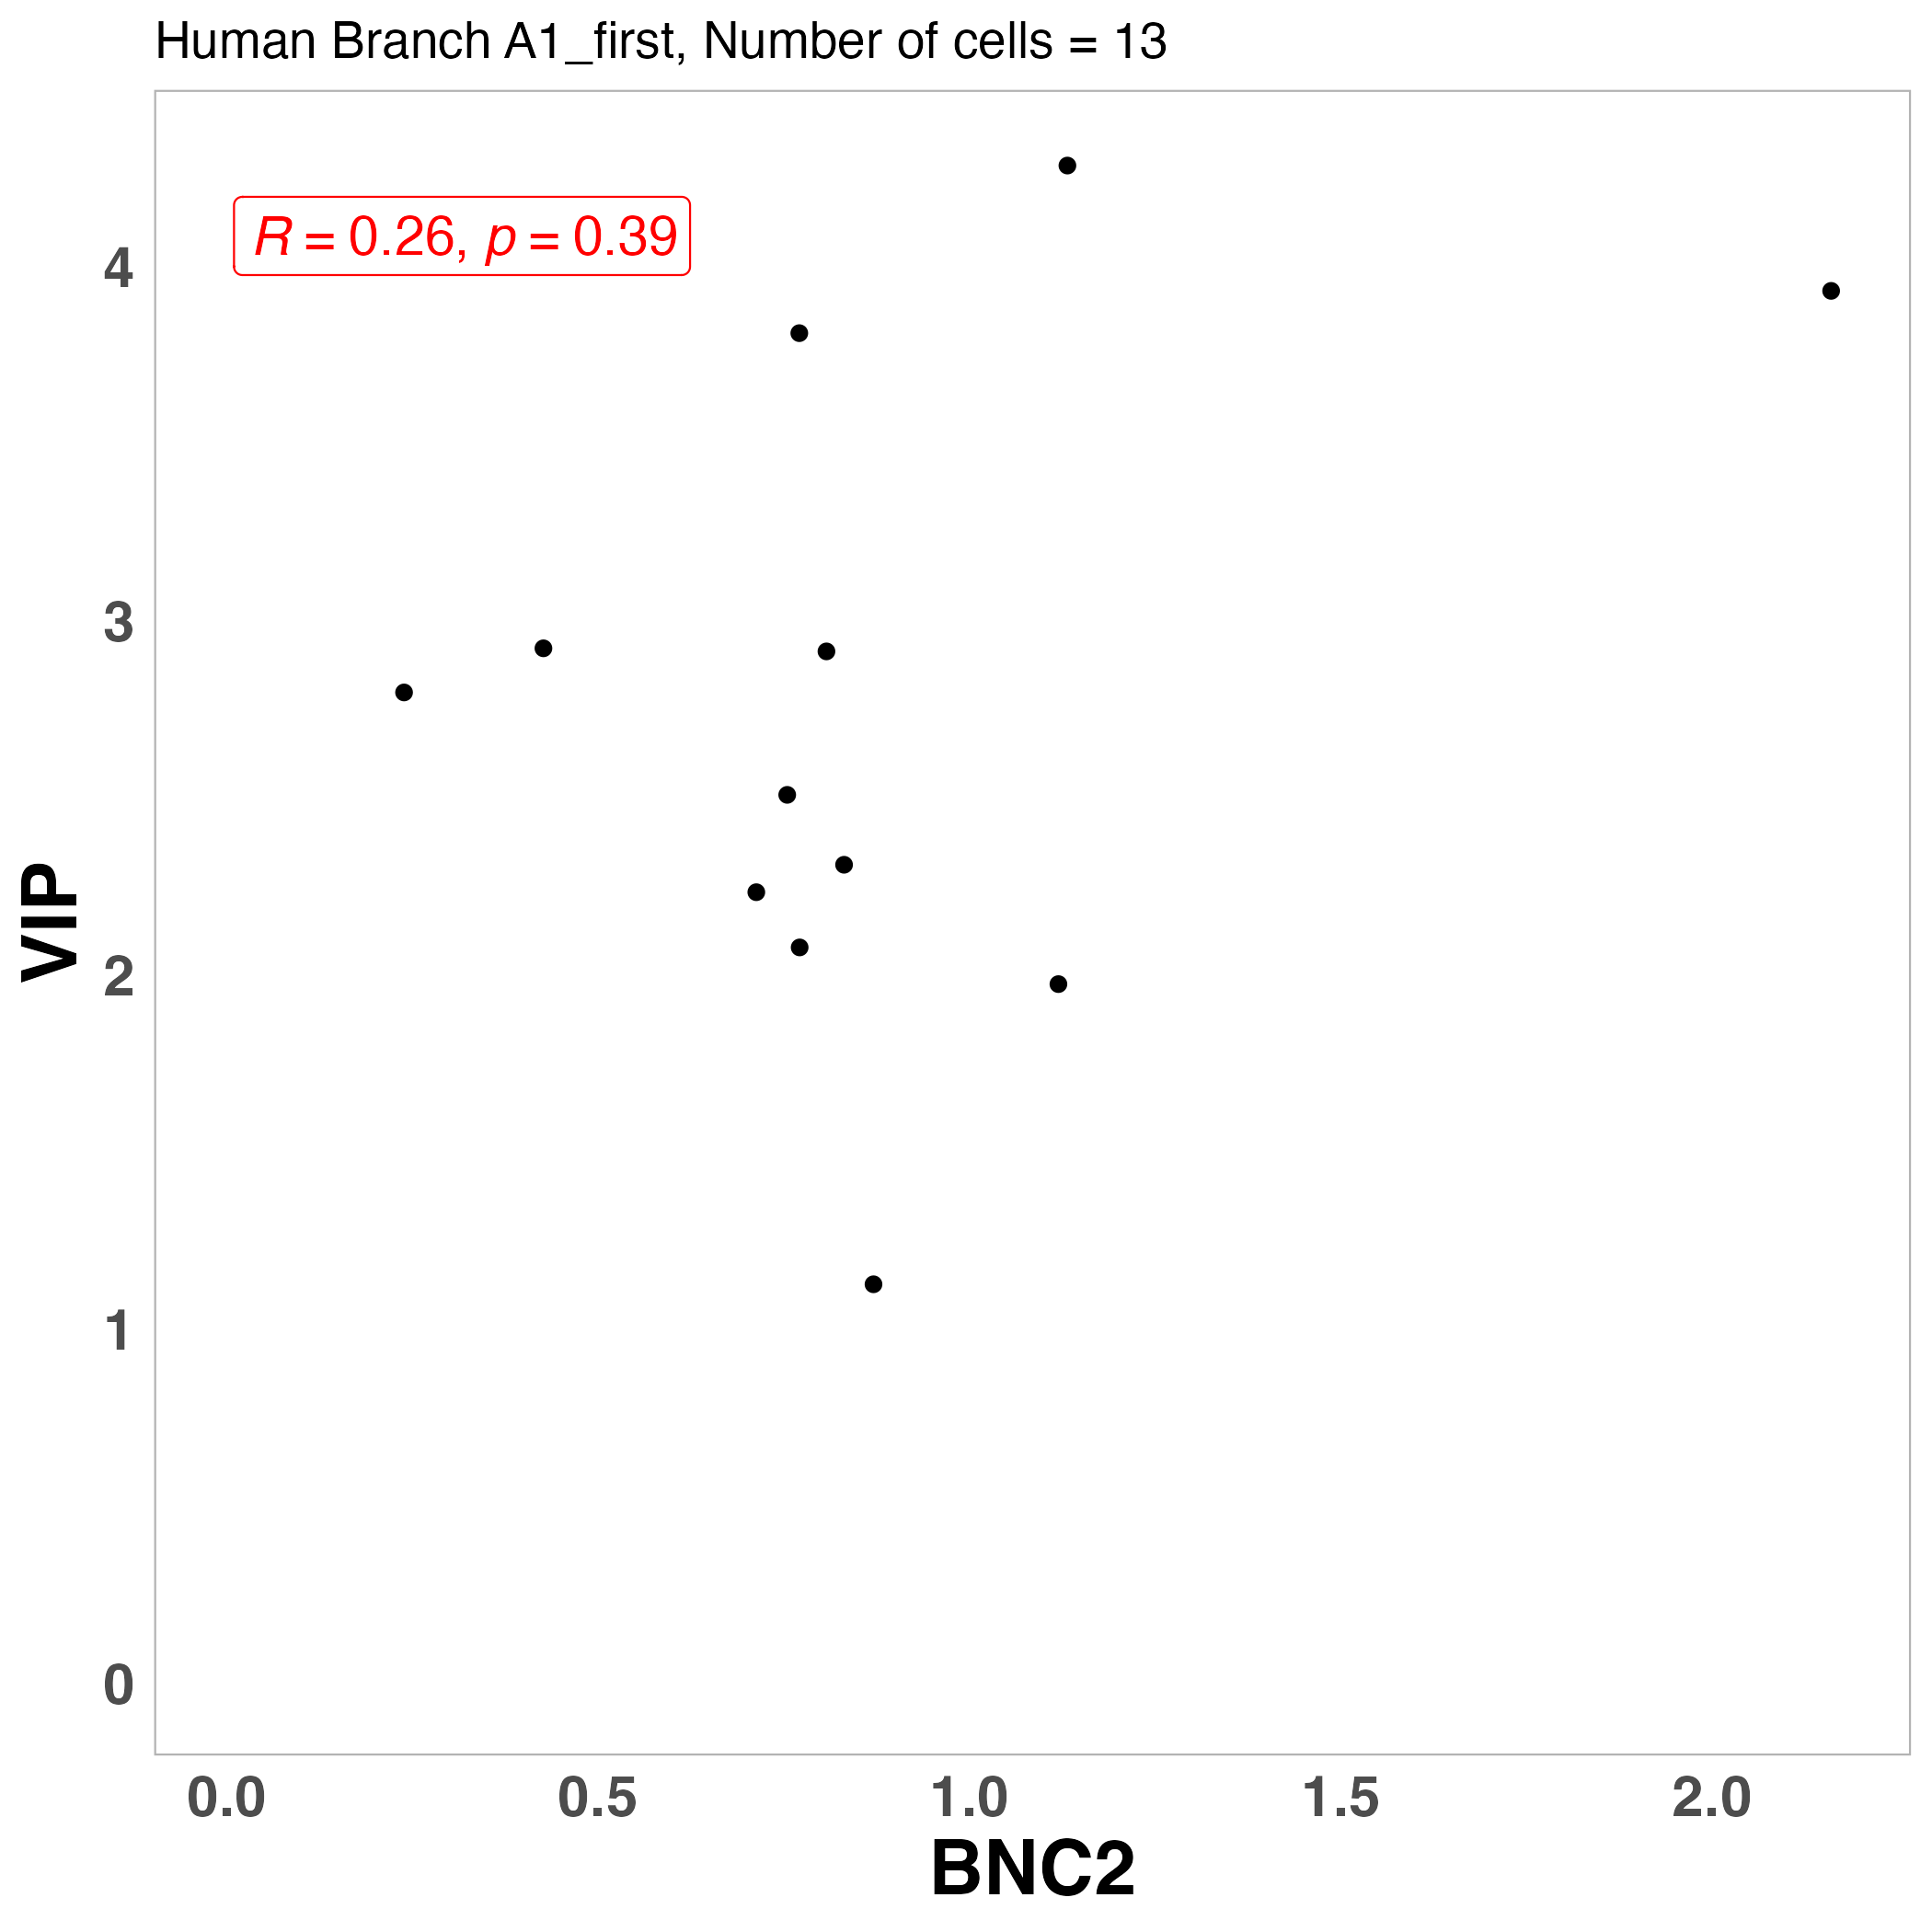 Human Branch A1_first, Number of cells = 13
R = 0.26, p = 0.39
4
3
2
1
0
VIP
0.0 0.5 1.0 1.5 2.0
BNC2